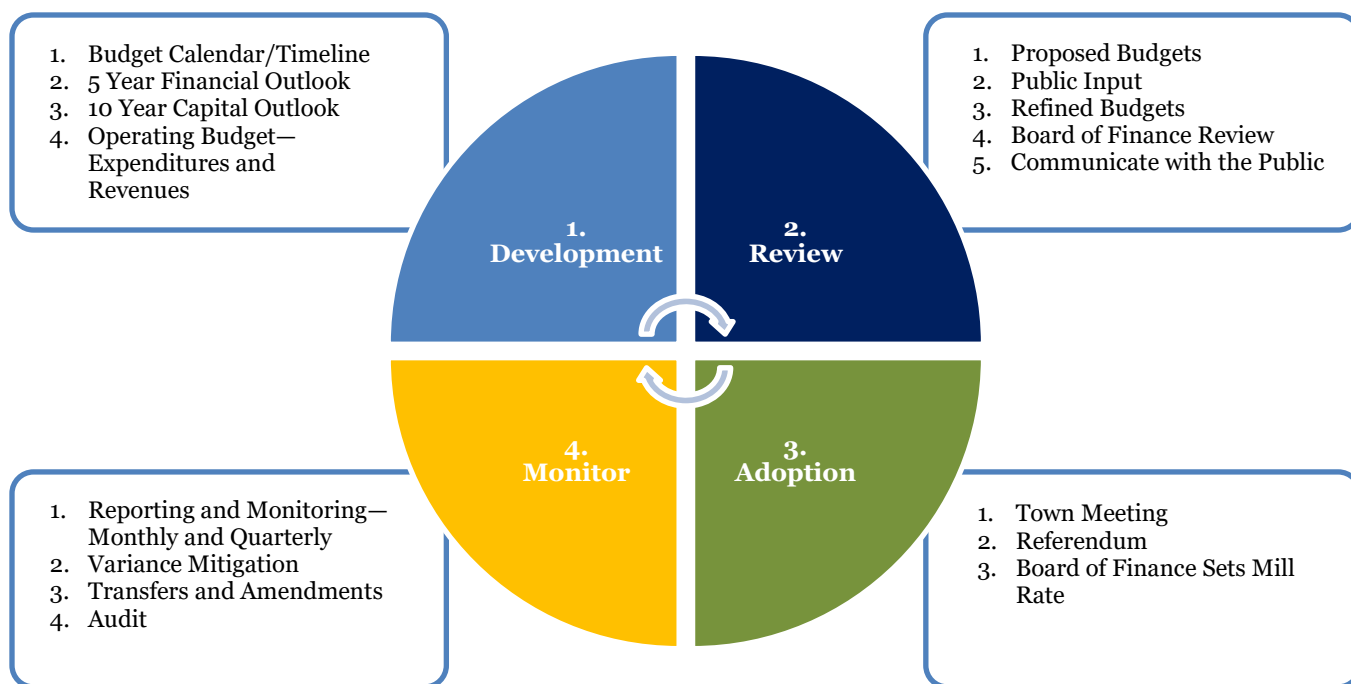 1. Budget Calendar/Timeline
2. 5 Year Financial Outlook
3. 10 Year Capital Outlook
4. Operating Budget—
Expenditures and
Revenues
1. Proposed Budgets
2. Public Input
3. Refined Budgets
4. Board of Finance Review
5. Communicate with the Public
1.
Development
2.
Review
4.
Monitor
3.
Adoption
1. Reporting and Monitoring—
Monthly and Quarterly
2. Variance Mitigation
3. Transfers and Amendments
4. Audit
1. Town Meeting
2. Referendum
3. Board of Finance Sets Mill
Rate